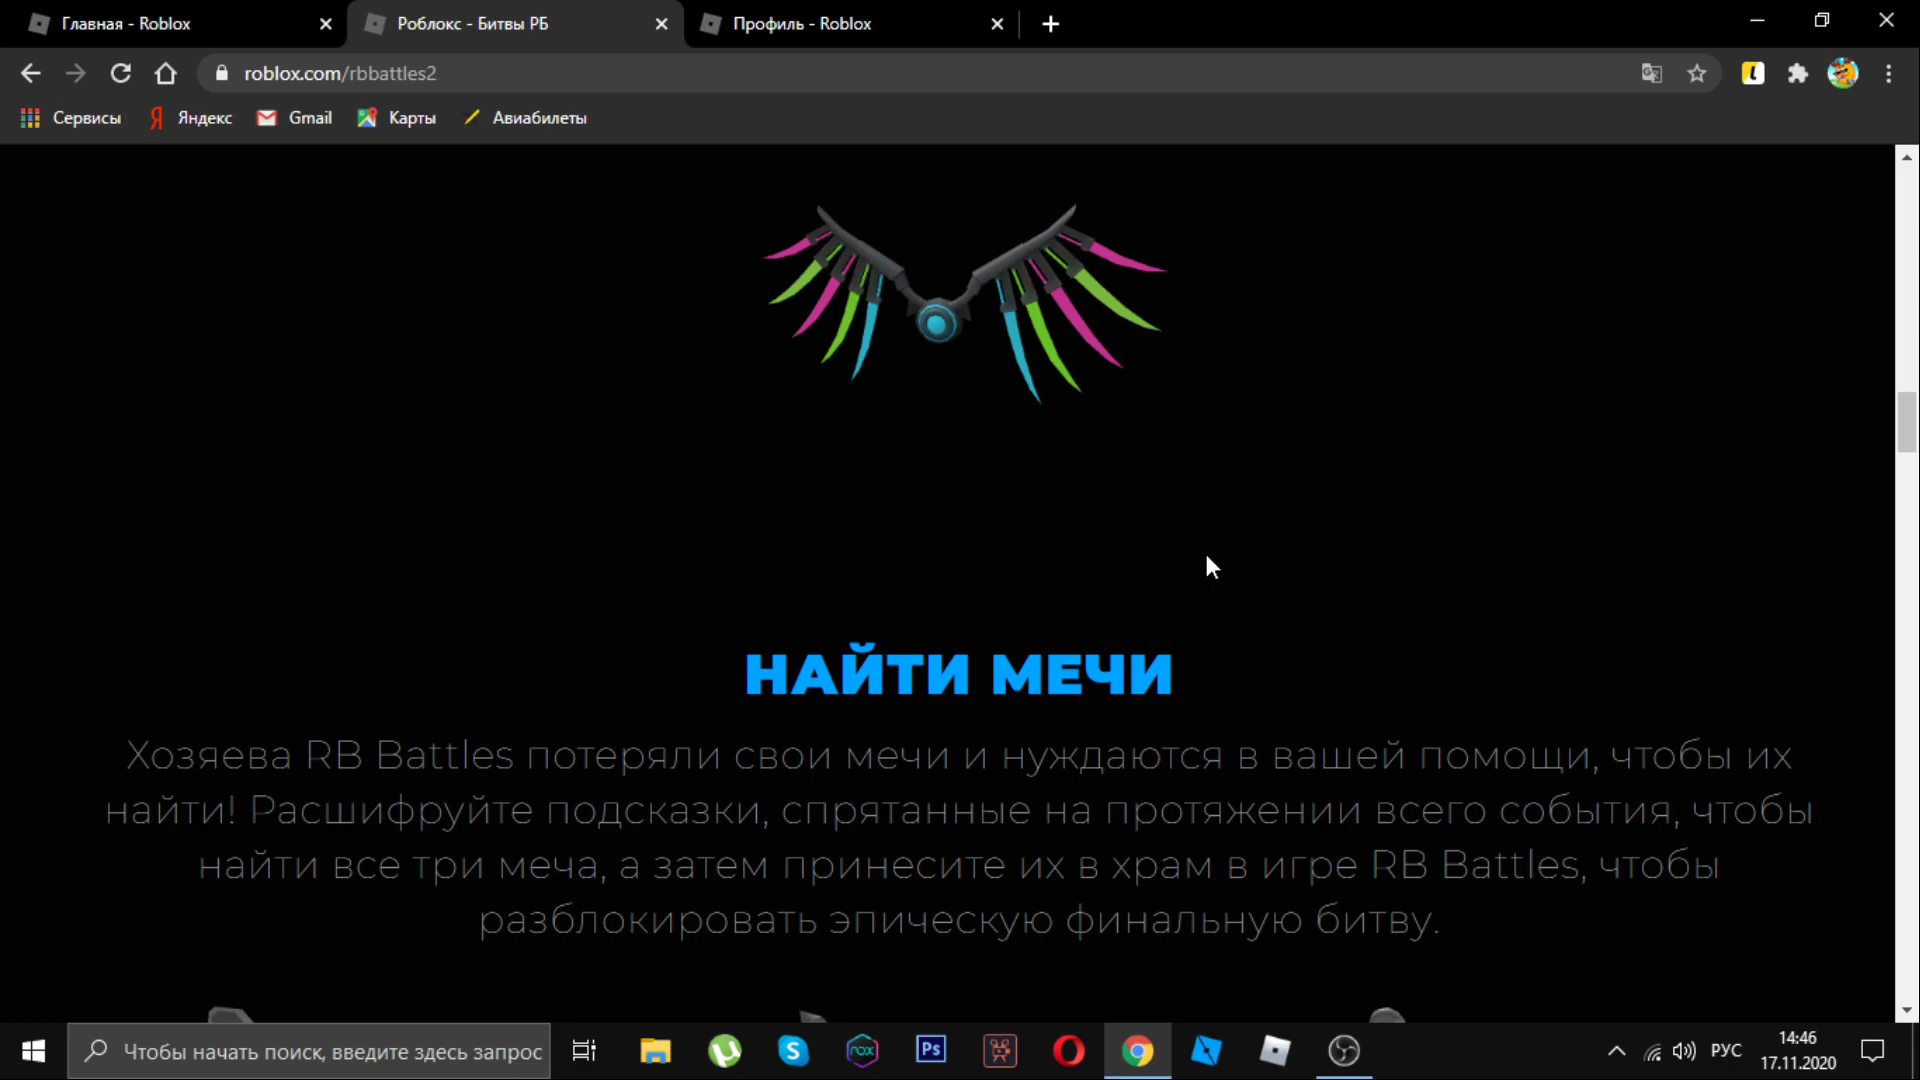 Главная - Roblox
Роблокс - Битвы РБ
Профиль - Roblox
roblox.com/rbbattles2
Сервисы
Яндекс
Gmail
Карты
Авиабилеты
НАЙТИ МЕЧИ
Хозяева RB Battles потеряли свои мечи и нуждаются в вашей помощи, чтобы их
найти! Расшифруйте подсказки, спрятанные на протяжении всего события, чтобы
найти все три меча, а затем принесите их в храм в игре RB Battles, чтобы
разблокировать эпическую финальную битву.
Чтобы начать поиск, введите здесь запрос
nox
Ps
РУС
14:46
17.11.2020